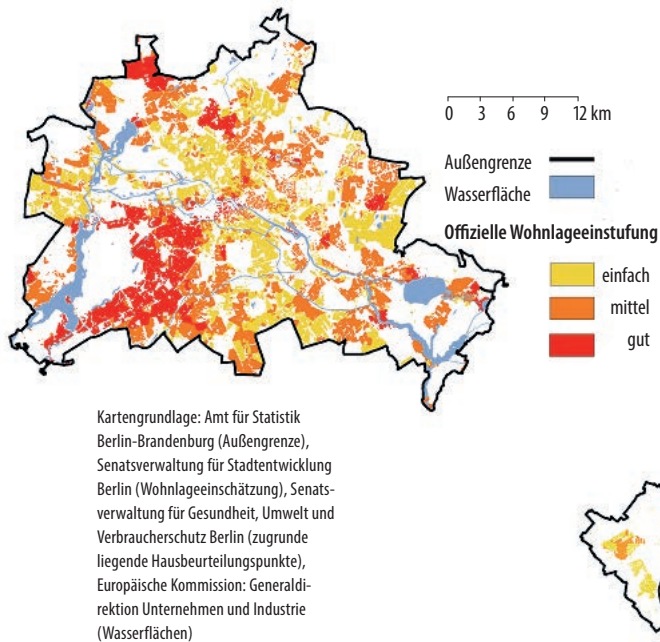 0 3 6 9 12 km
Außengrenze
Wasserfläche
Offizielle Wohnlageeinstufung
einfach
mittel
gut
Kartengrundlage: Amt für Statistik
Berlin-Brandenburg (Außengrenze),
Senatsverwaltung für Stadtentwicklung
Berlin (Wohnlageeinschätzung), Senats-
verwaltung für Gesundheit, Umwelt und
Verbraucherschutz Berlin (zugrunde
liegende Hausbeurteilungspunkte),
Europäische Kommission: Generaldi-
rektion Unternehmen und Industrie
(Wasserflächen)